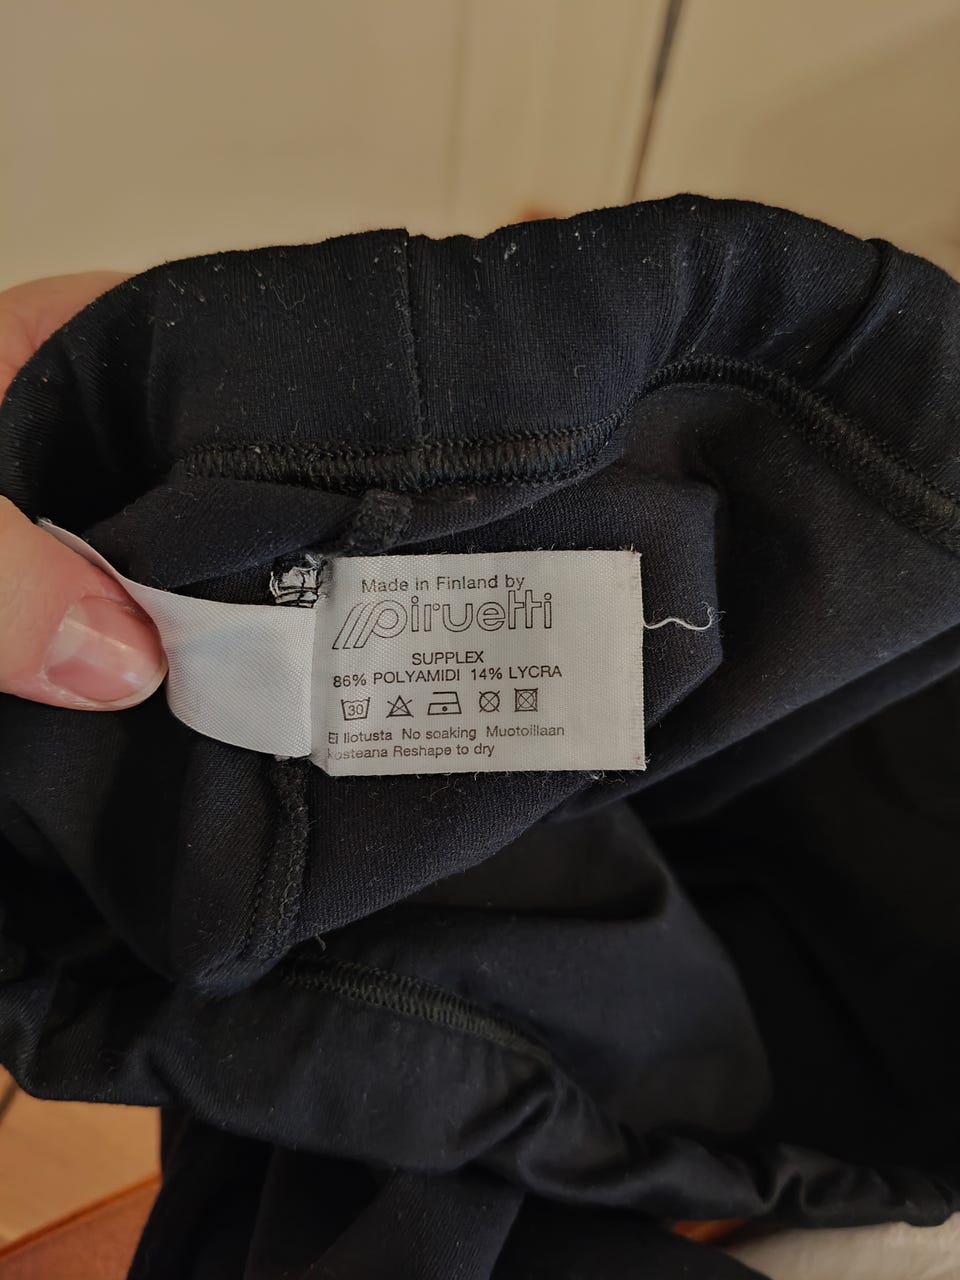 Made in Finland by
piruetti
SUPPLEX
86% POLYAMIDI 14% LYCRA
30
Ei liotusta No soaking Muotoillaan
kosteana Reshape to dry